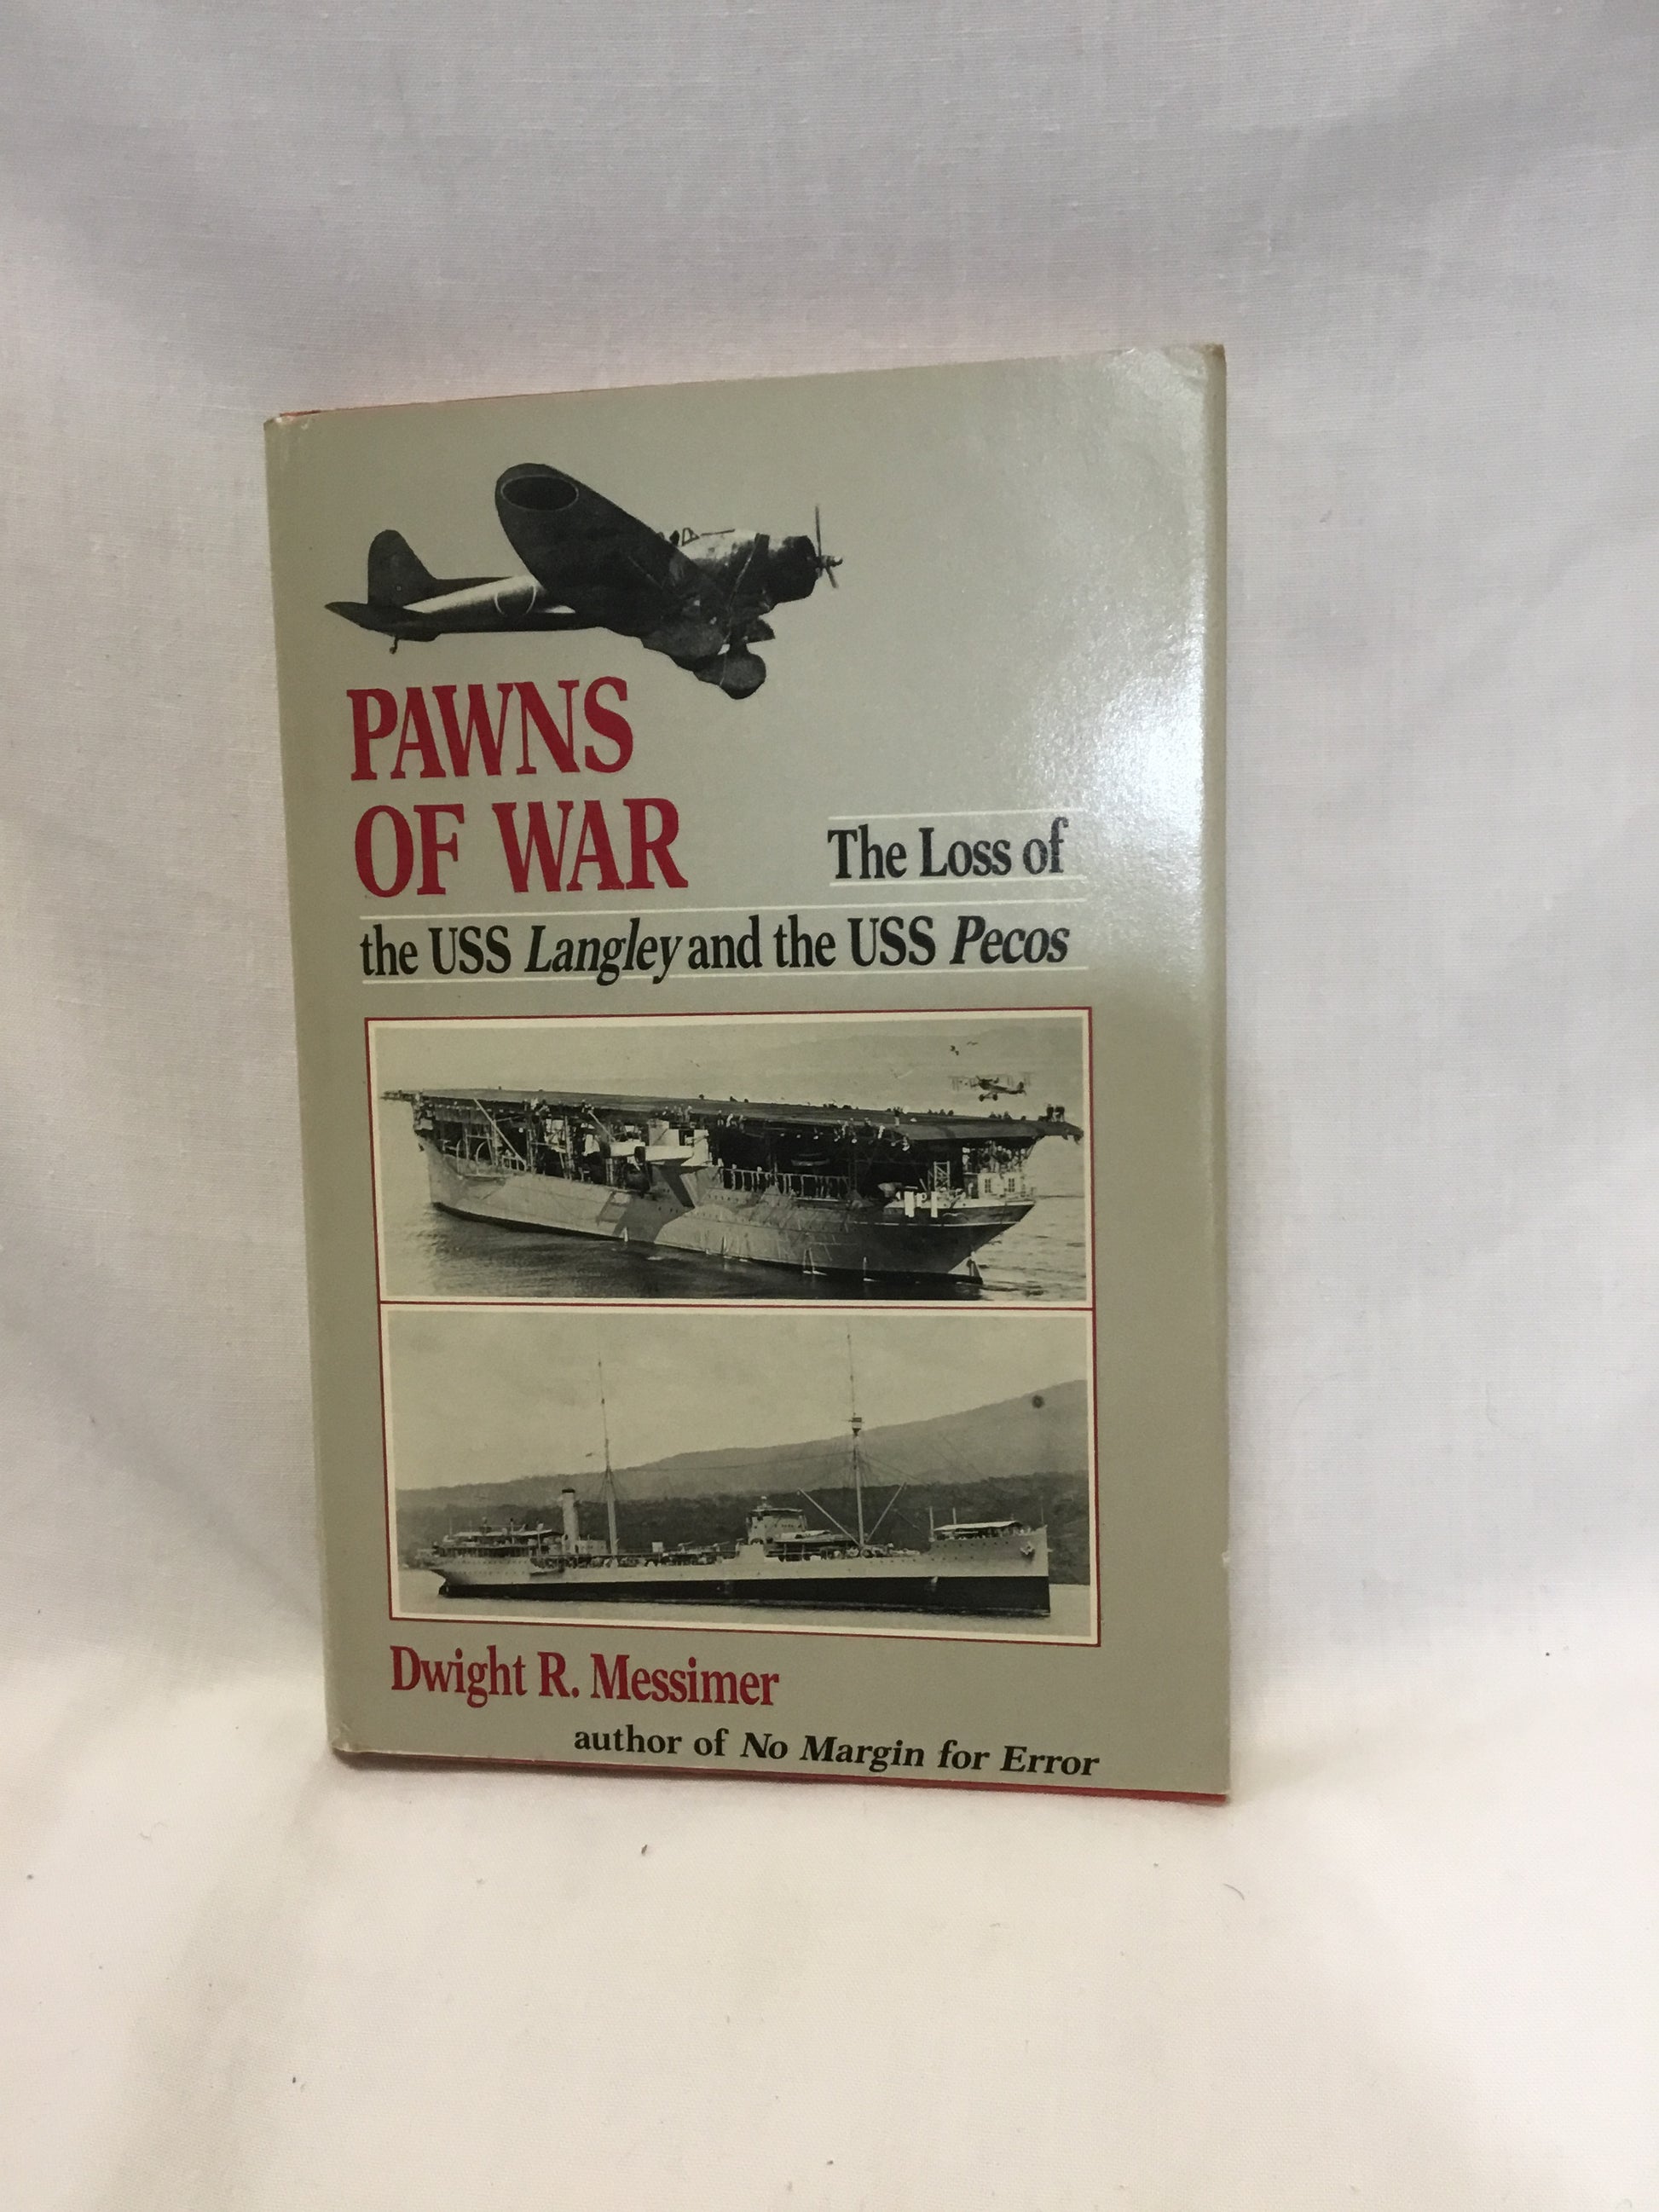 PAWNS
OF WAR
The Loss of
the USS Langley and the USS Pecos
Dwight R. Messimer
author of No Margin for Error